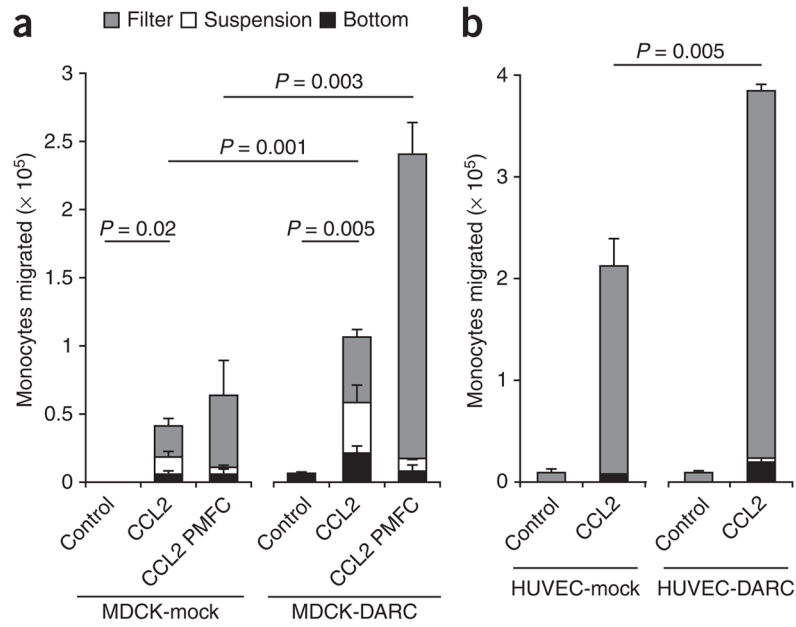 a
Filter Suspension Bottom
Monocytes migrated (× 10⁵)
3
2.5
2
1.5
1
0.5
0
P = 0.003
P = 0.001
P = 0.02
P = 0.005
Control
CCL2
CCL2 PMFC
Control
CCL2
CCL2 PMFC
MDCK-mock
MDCK-DARC
b
Monocytes migrated (× 10⁵)
4
3
2
1
0
P = 0.005
Control
CCL2
Control
CCL2
HUVEC-mock
HUVEC-DARC